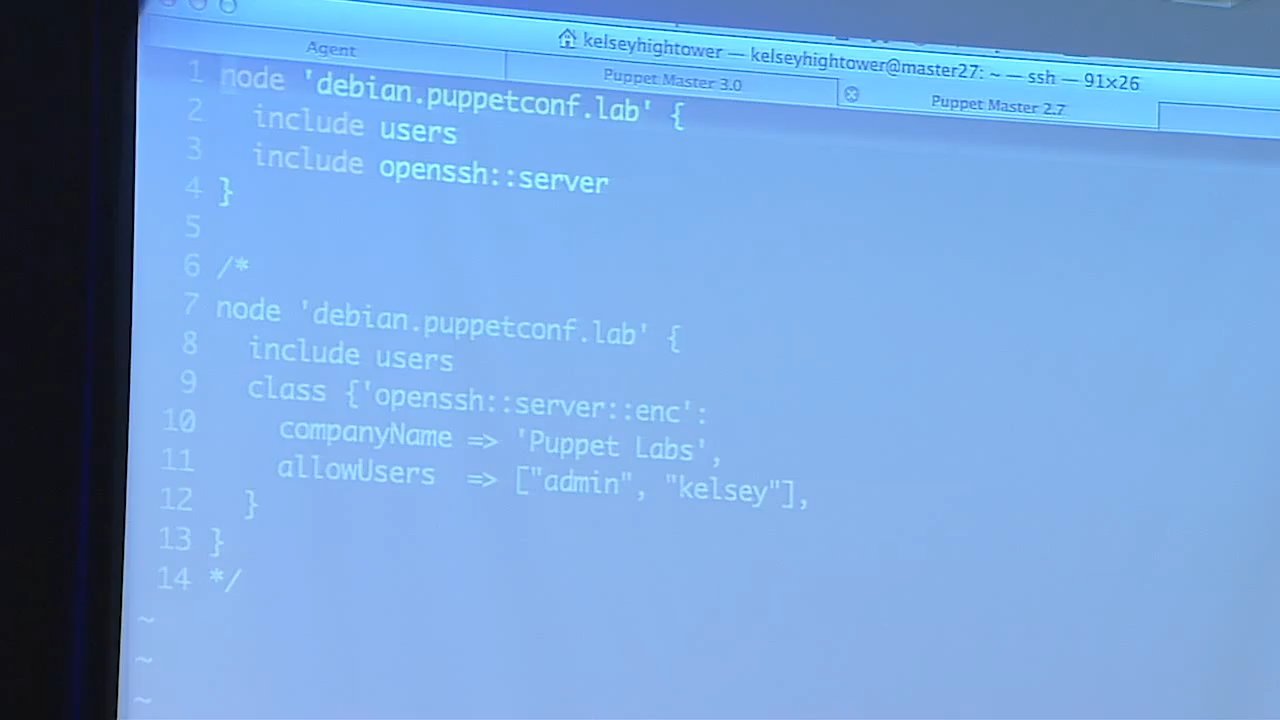 kelseyhightower — kelseyhightower@master27: ~ — ssh — 91×26
Agent
Puppet Master 3.0
Puppet Master 2.7
1 node 'debian.puppetconf.lab' {
2   include users
3   include openssh::server
4 }
5
6 /*
7 node 'debian.puppetconf.lab' {
8   include users
9   class {'openssh::server::enc':
10     companyName => 'Puppet Labs',
11     allowUsers  => ["admin", "kelsey"],
12   }
13 }
14 */
~
~
~